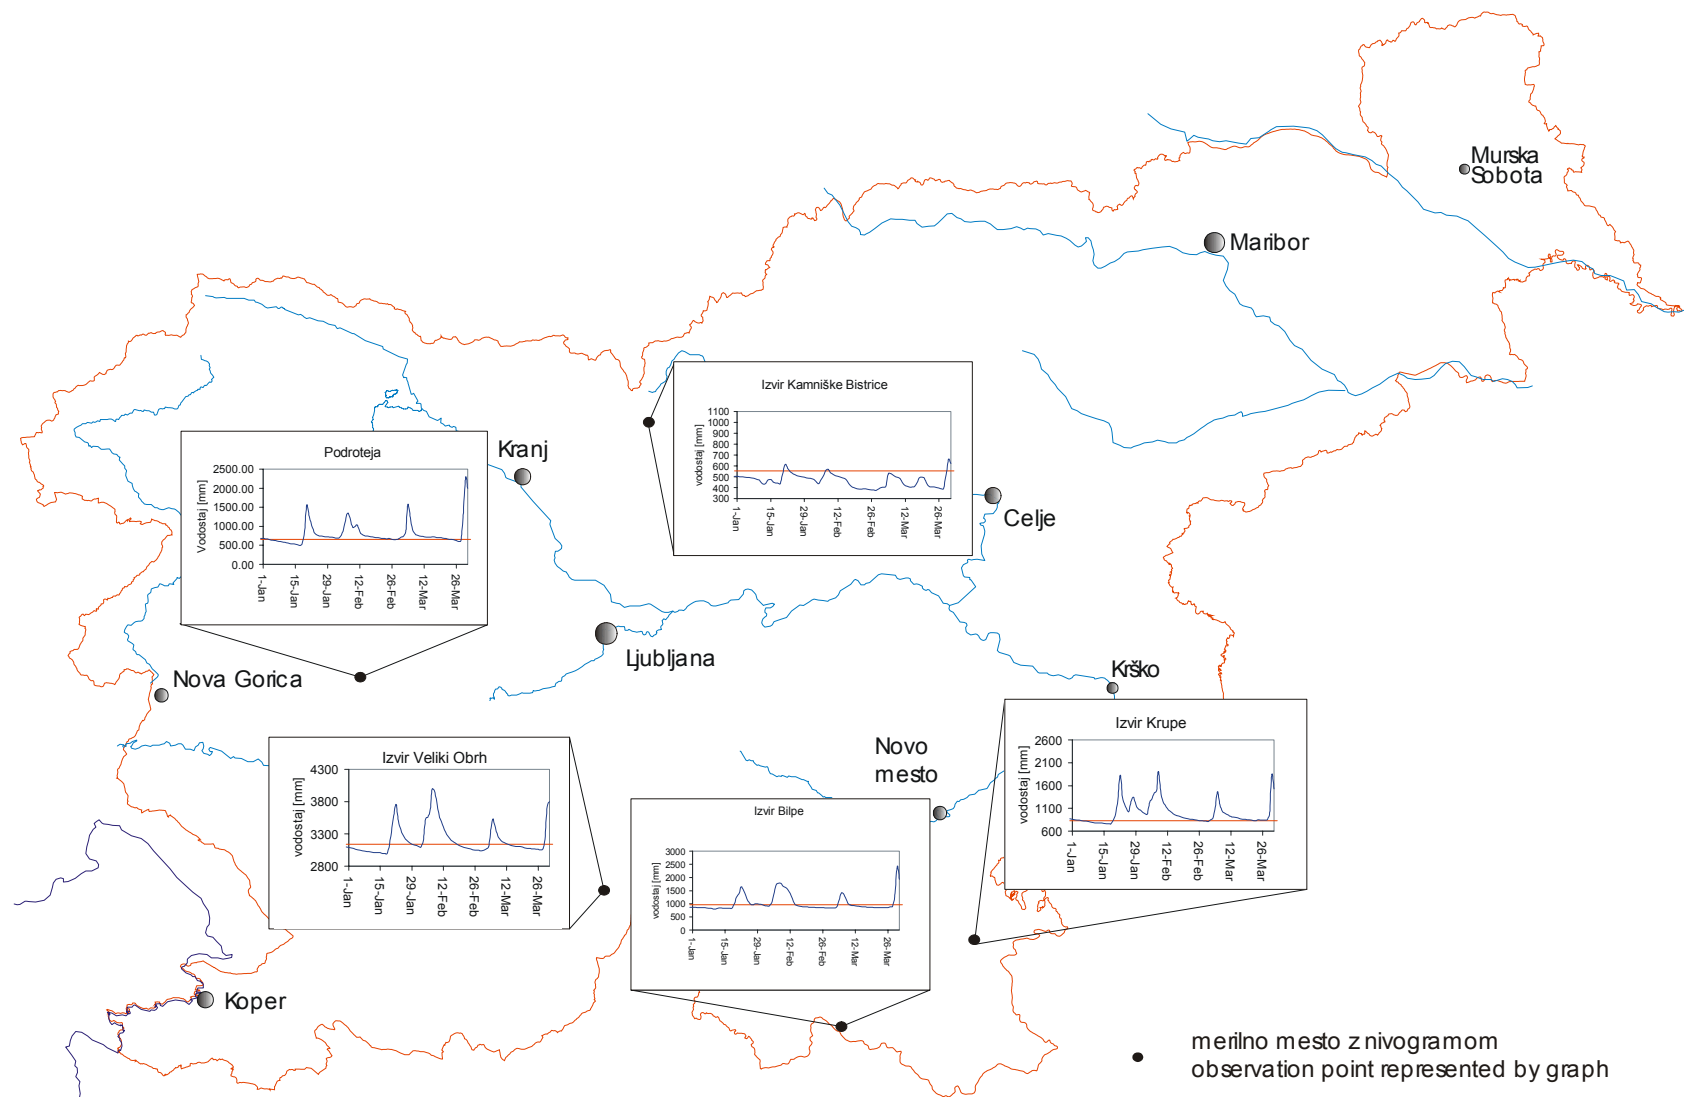 Murska
Sobota
Maribor
Izvir Kamniške Bistrice
vodostaj [mm]
1100
1000
900
800
700
600
500
400
300
1-Jan
15-Jan
29-Jan
12-Feb
26-Feb
12-Mar
26-Mar
Kranj
Podroteja
Vodostaj [mm]
2500.00
2000.00
1500.00
1000.00
500.00
0.00
1-Jan
15-Jan
29-Jan
12-Feb
26-Feb
12-Mar
26-Mar
Celje
Ljubljana
Nova Gorica
Krško
Izvir Krupe
vodostaj [mm]
2600
2100
1600
1100
600
1-Jan
15-Jan
29-Jan
12-Feb
26-Feb
12-Mar
26-Mar
Novo
mesto
Izvir Veliki Obrh
vodostaj [mm]
4300
3800
3300
2800
1-Jan
15-Jan
29-Jan
12-Feb
26-Feb
12-Mar
26-Mar
Izvir Bilpe
vodostaj [mm]
3000
2500
2000
1500
1000
500
0
1-Jan
15-Jan
29-Jan
12-Feb
26-Feb
12-Mar
26-Mar
Koper
merilno mesto z nivogramom
observation point represented by graph